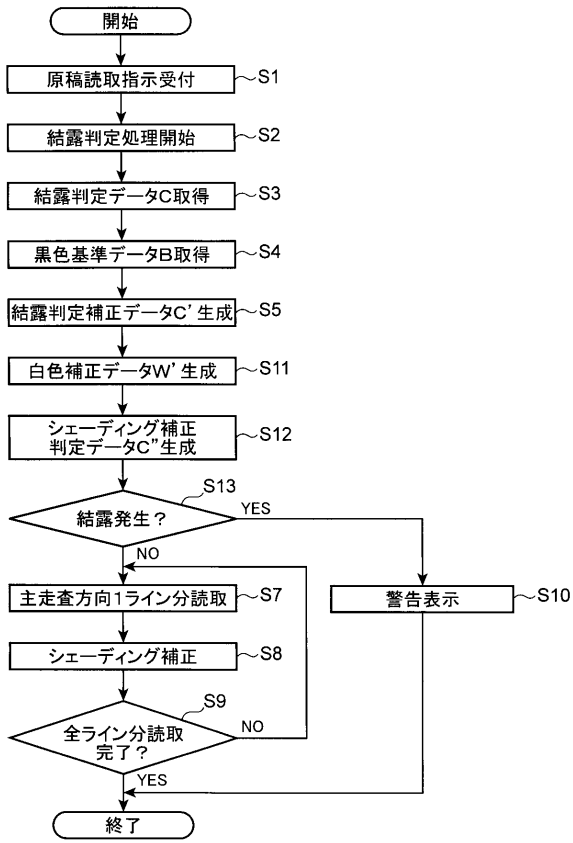 開始
原稿読取指示受付 S1
結露判定処理開始 S2
結露判定データC取得 S3
黒色基準データB取得 S4
結露判定補正データC'生成 S5
白色補正データW'生成 S11
シェーディング補正
判定データC"生成 S12
S13
結露発生？ YES
NO
主走査方向1ライン分読取 S7
警告表示 S10
シェーディング補正 S8
S9
全ライン分読取
完了？ NO
YES
終了